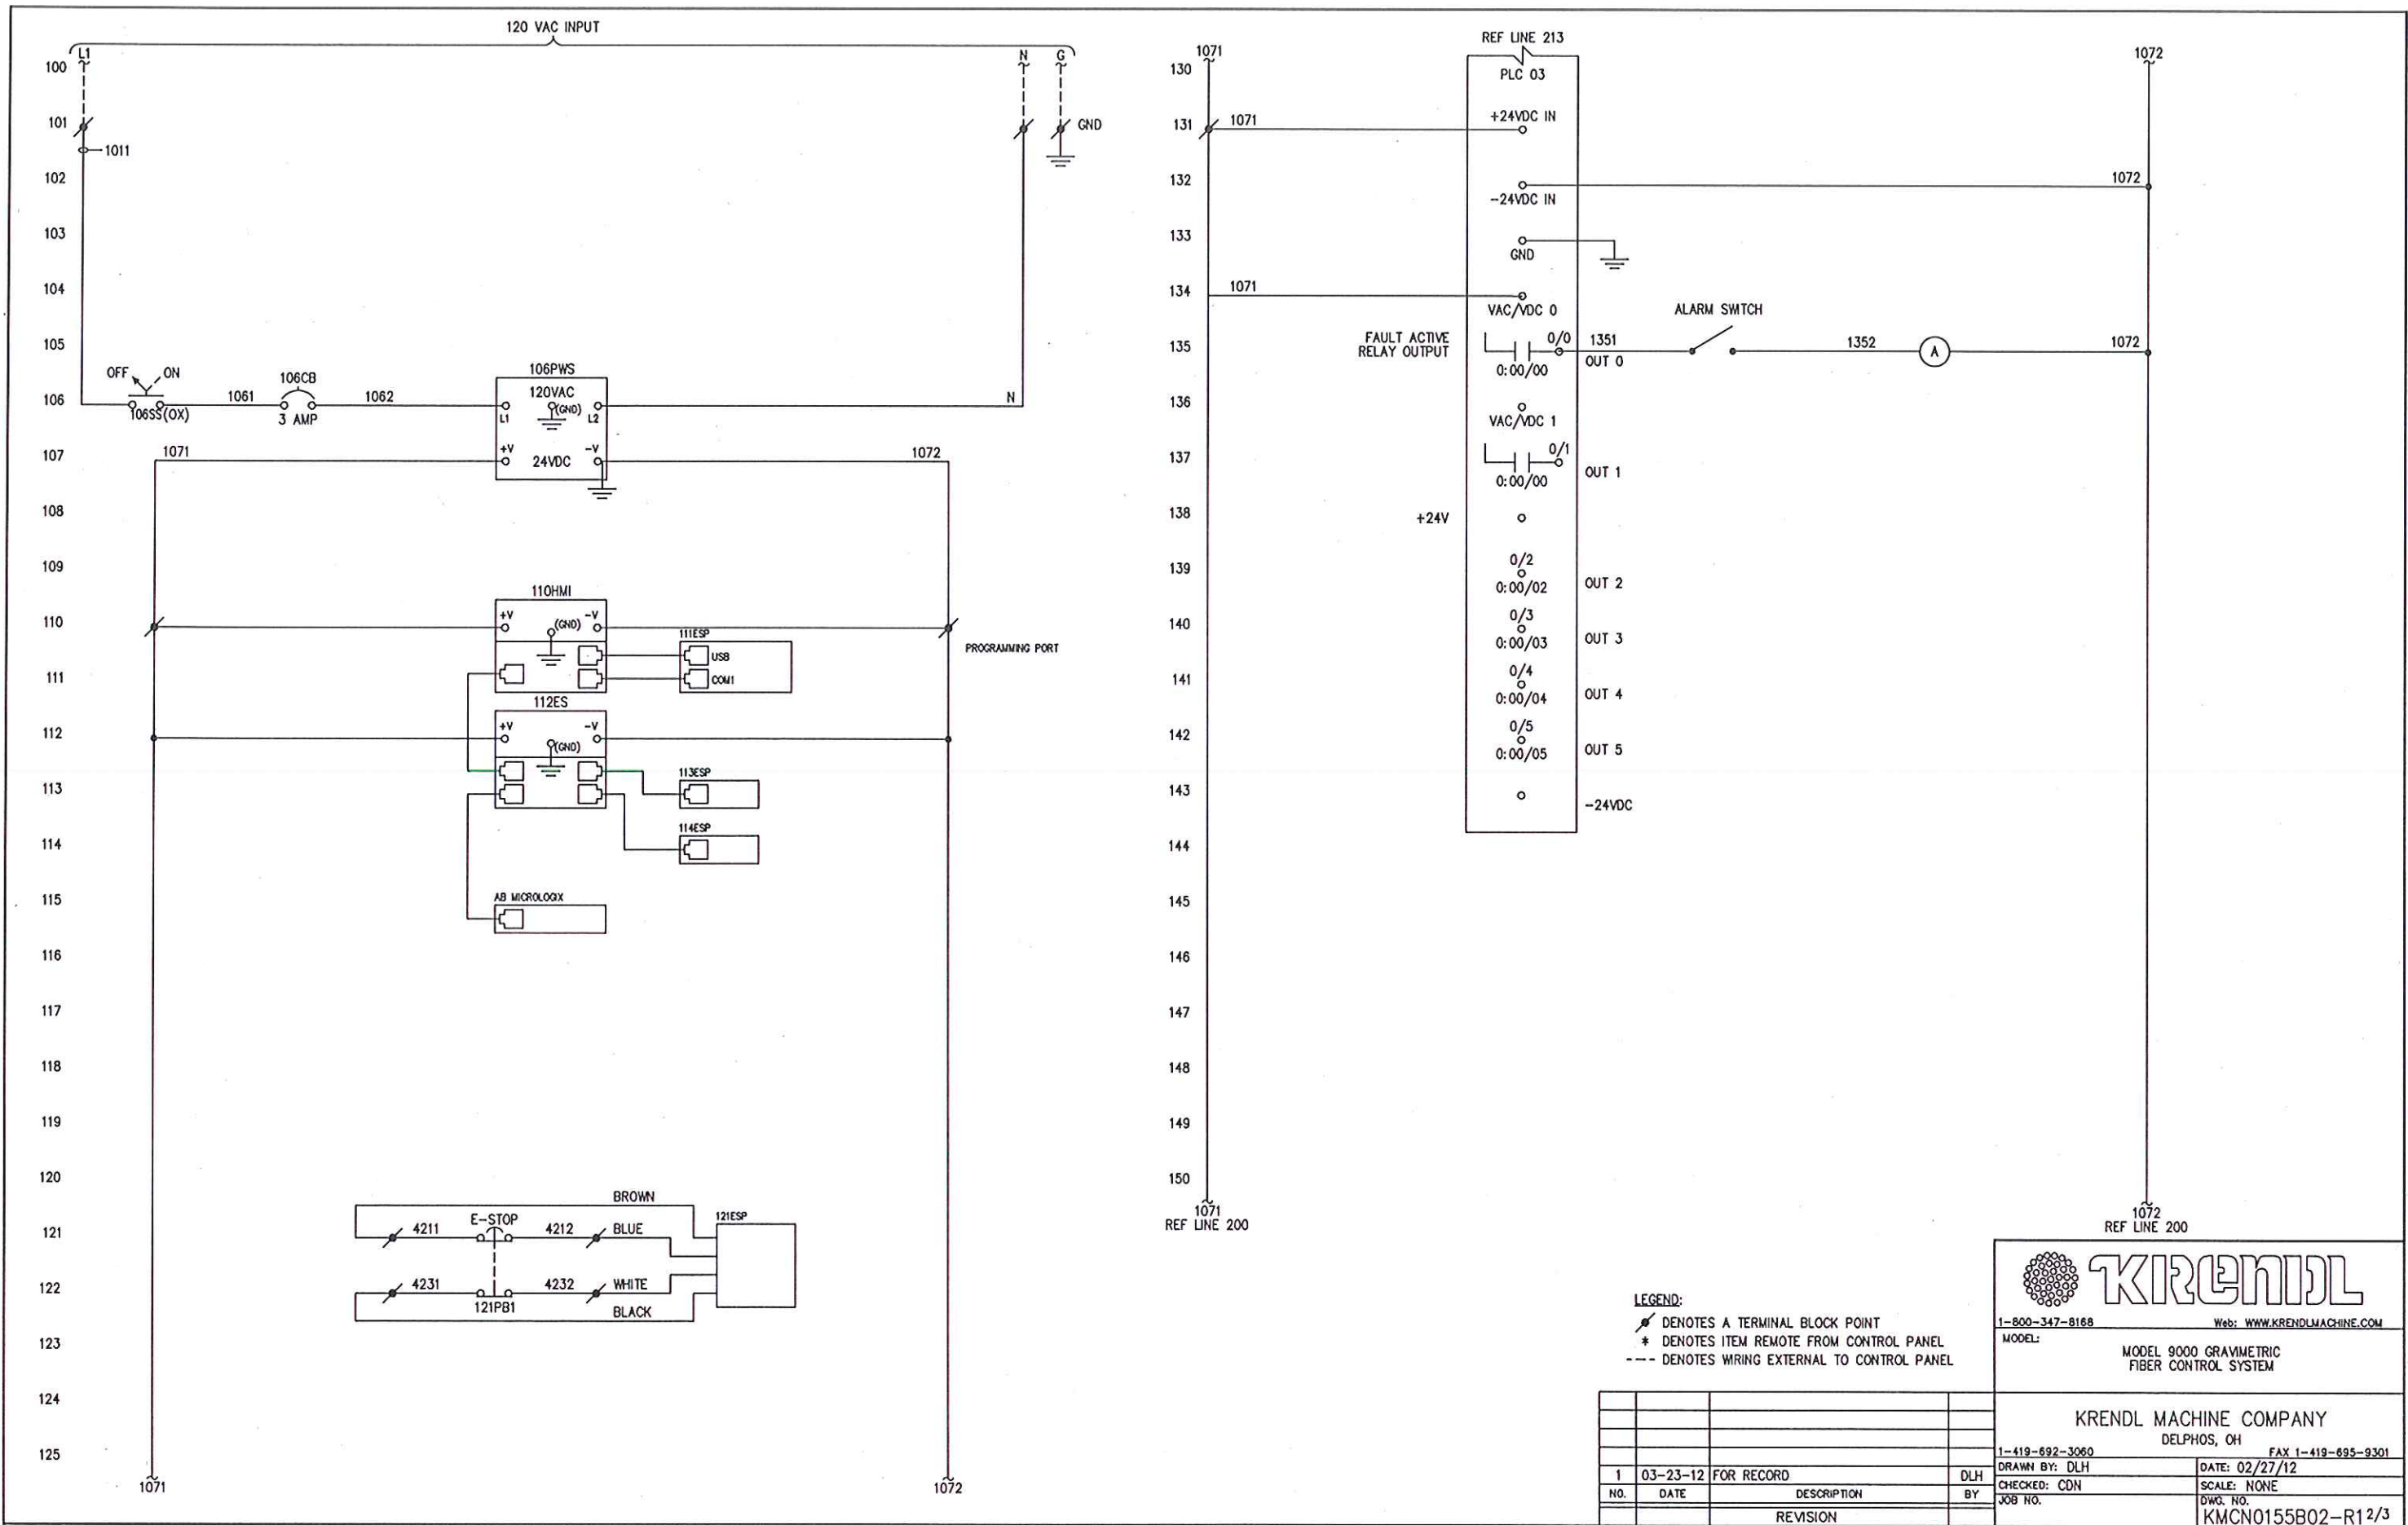 120 VAC INPUT
L1
N
G
100
101
GND
1011
102
103
104
105
OFF
ON
106CB
106PWS
120VAC
106
106SS(OX)
1061
3 AMP
1062
L1
(GND)
L2
N
107
1071
+V
24VDC
-V
1072
108
109
110HMI
110
+V
(GND)
-V
111ESP
USB
PROGRAMMING PORT
111
COM1
112ES
112
+V
(GND)
-V
113ESP
113
114ESP
114
115
AB MICROLOGIX
116
117
118
119
120
BROWN
121
4211
E-STOP
4212
BLUE
121ESP
122
4231
4232
WHITE
121PB1
BLACK
123
124
125
1071
1072
REF LINE 213
1071
1072
130
PLC 03
131
1071
+24VDC IN
132
-24VDC IN
1072
133
GND
134
1071
VAC/VDC 0
ALARM SWITCH
135
FAULT ACTIVE
RELAY OUTPUT
0/0
1351
OUT 0
0:00/00
1352
A
1072
136
VAC/VDC 1
137
0/1
0:00/00
OUT 1
138
+24V
139
0/2
0:00/02
OUT 2
140
0/3
0:00/03
OUT 3
141
0/4
0:00/04
OUT 4
142
0/5
0:00/05
OUT 5
143
-24VDC
144
145
146
147
148
149
150
1071
REF LINE 200
1072
REF LINE 200
LEGEND:
DENOTES A TERMINAL BLOCK POINT
* DENOTES ITEM REMOTE FROM CONTROL PANEL
---- DENOTES WIRING EXTERNAL TO CONTROL PANEL
KRENDL
1-800-347-8168
Web: WWW.KRENDLMACHINE.COM
MODEL:
MODEL 9000 GRAVIMETRIC
FIBER CONTROL SYSTEM
KRENDL MACHINE COMPANY
DELPHOS, OH
1-419-692-3060
FAX 1-419-695-9301
DRAWN BY: DLH
DATE: 02/27/12
CHECKED: CDN
SCALE: NONE
JOB NO.
DWG. NO.
KMCN0155B02-R1 2/3
1 03-23-12 FOR RECORD DLH
NO. DATE DESCRIPTION BY
REVISION